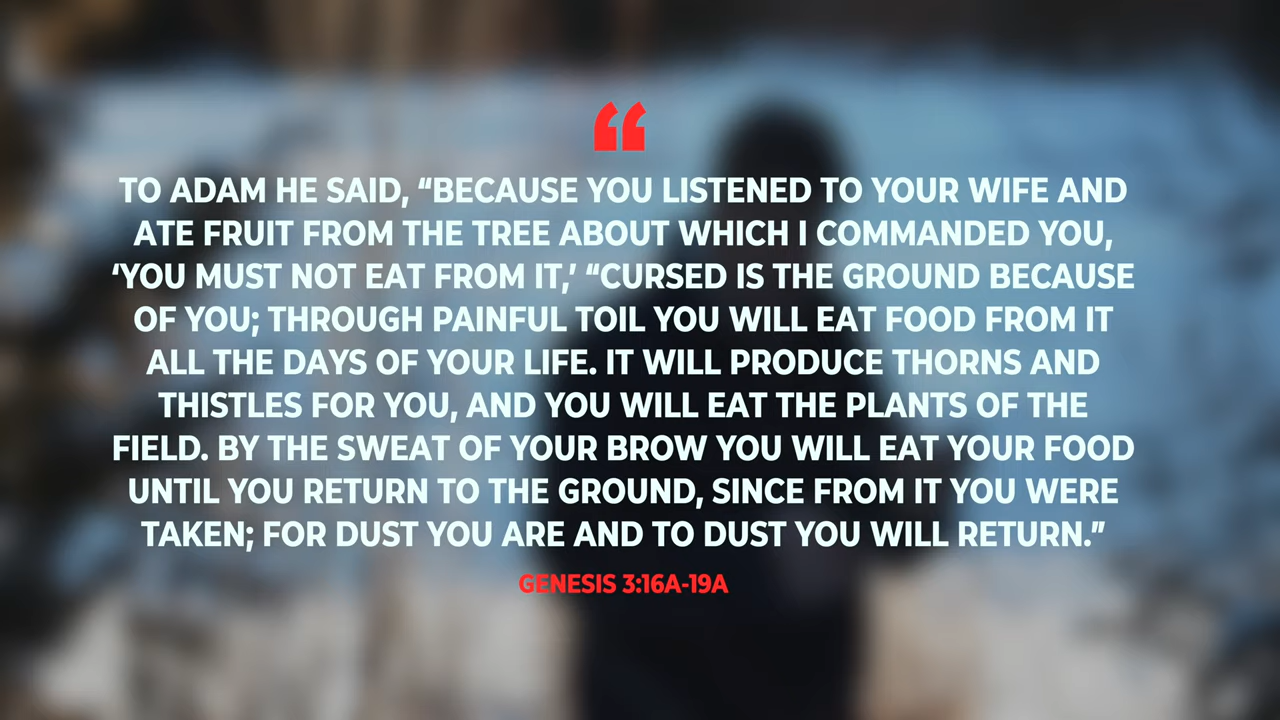 “
TO ADAM HE SAID, “BECAUSE YOU LISTENED TO YOUR WIFE AND
ATE FRUIT FROM THE TREE ABOUT WHICH I COMMANDED YOU,
‘YOU MUST NOT EAT FROM IT,’ “CURSED IS THE GROUND BECAUSE
OF YOU; THROUGH PAINFUL TOIL YOU WILL EAT FOOD FROM IT
ALL THE DAYS OF YOUR LIFE. IT WILL PRODUCE THORNS AND
THISTLES FOR YOU, AND YOU WILL EAT THE PLANTS OF THE
FIELD. BY THE SWEAT OF YOUR BROW YOU WILL EAT YOUR FOOD
UNTIL YOU RETURN TO THE GROUND, SINCE FROM IT YOU WERE
TAKEN; FOR DUST YOU ARE AND TO DUST YOU WILL RETURN.”
GENESIS 3:16A-19A